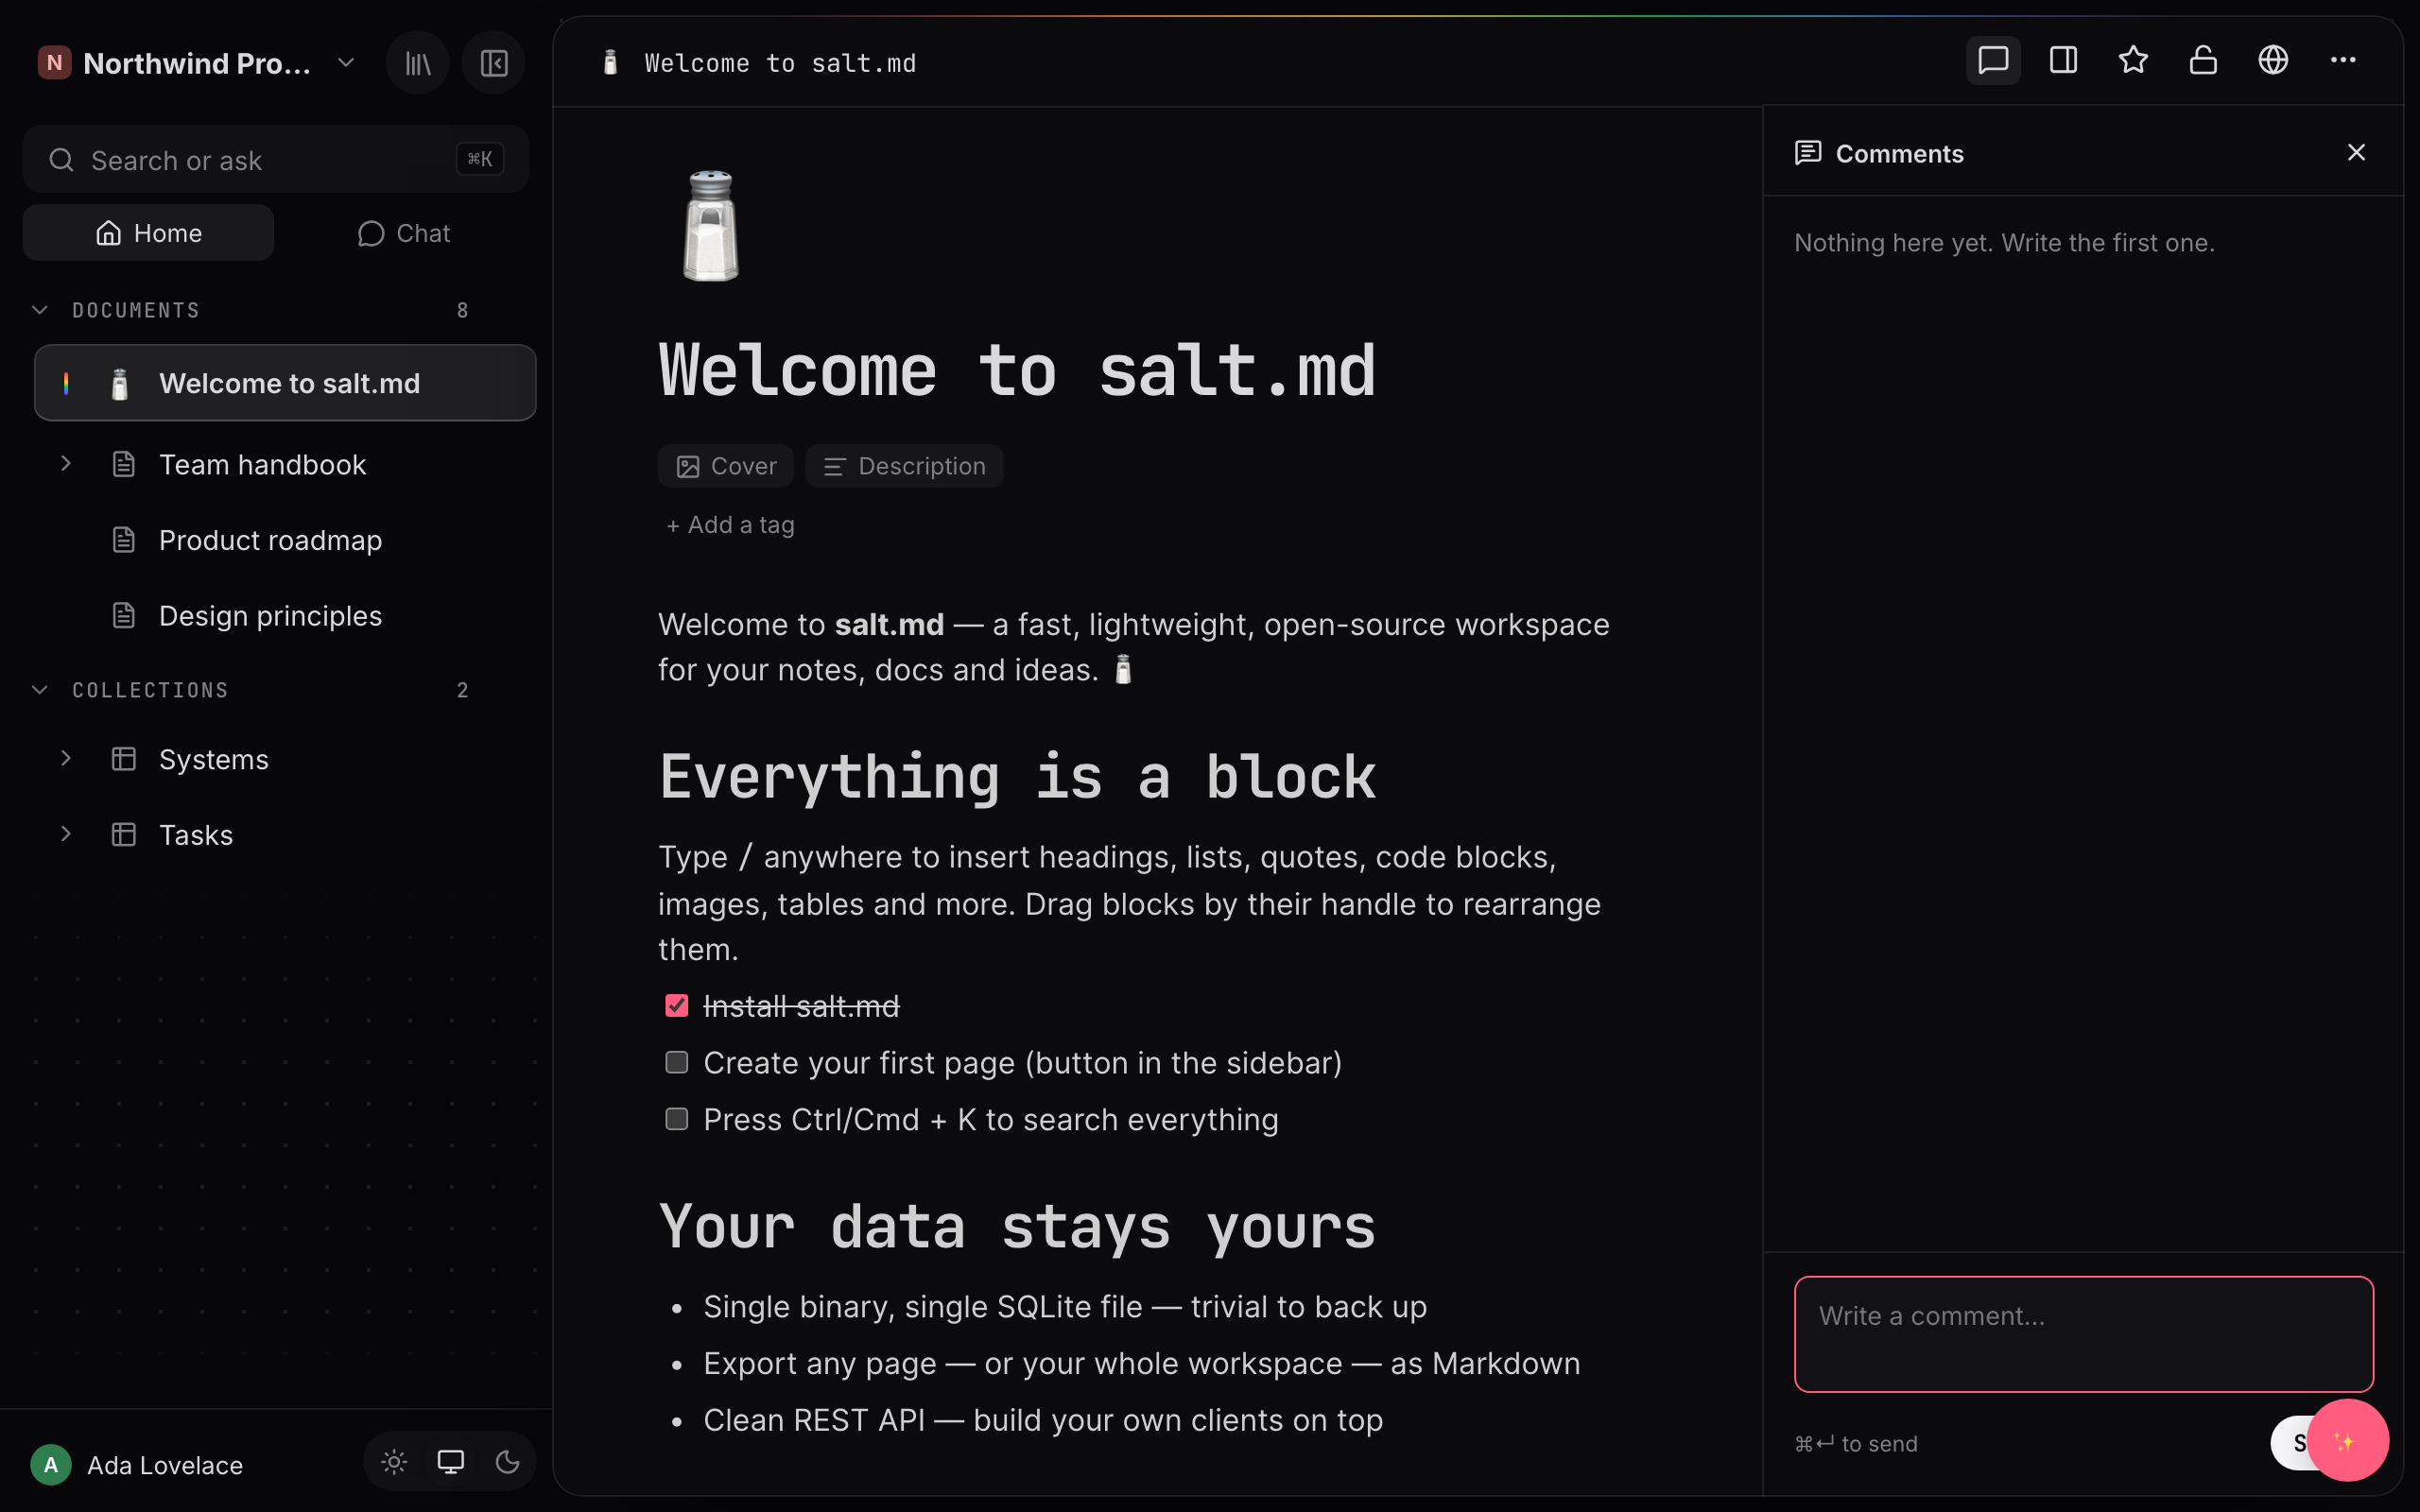 N Northwind Pro...
Search or ask ⌘K
Home Chat
DOCUMENTS 8
Welcome to salt.md
Team handbook
Product roadmap
Design principles
COLLECTIONS 2
Systems
Tasks
A Ada Lovelace
Welcome to salt.md
Welcome to salt.md
Cover Description
+ Add a tag
Welcome to salt.md — a fast, lightweight, open-source workspace
for your notes, docs and ideas.
Everything is a block
Type / anywhere to insert headings, lists, quotes, code blocks,
images, tables and more. Drag blocks by their handle to rearrange
them.
Install salt.md
Create your first page (button in the sidebar)
Press Ctrl/Cmd + K to search everything
Your data stays yours
• Single binary, single SQLite file — trivial to back up
• Export any page — or your whole workspace — as Markdown
• Clean REST API — build your own clients on top
Comments
Nothing here yet. Write the first one.
Write a comment...
⌘↵ to send